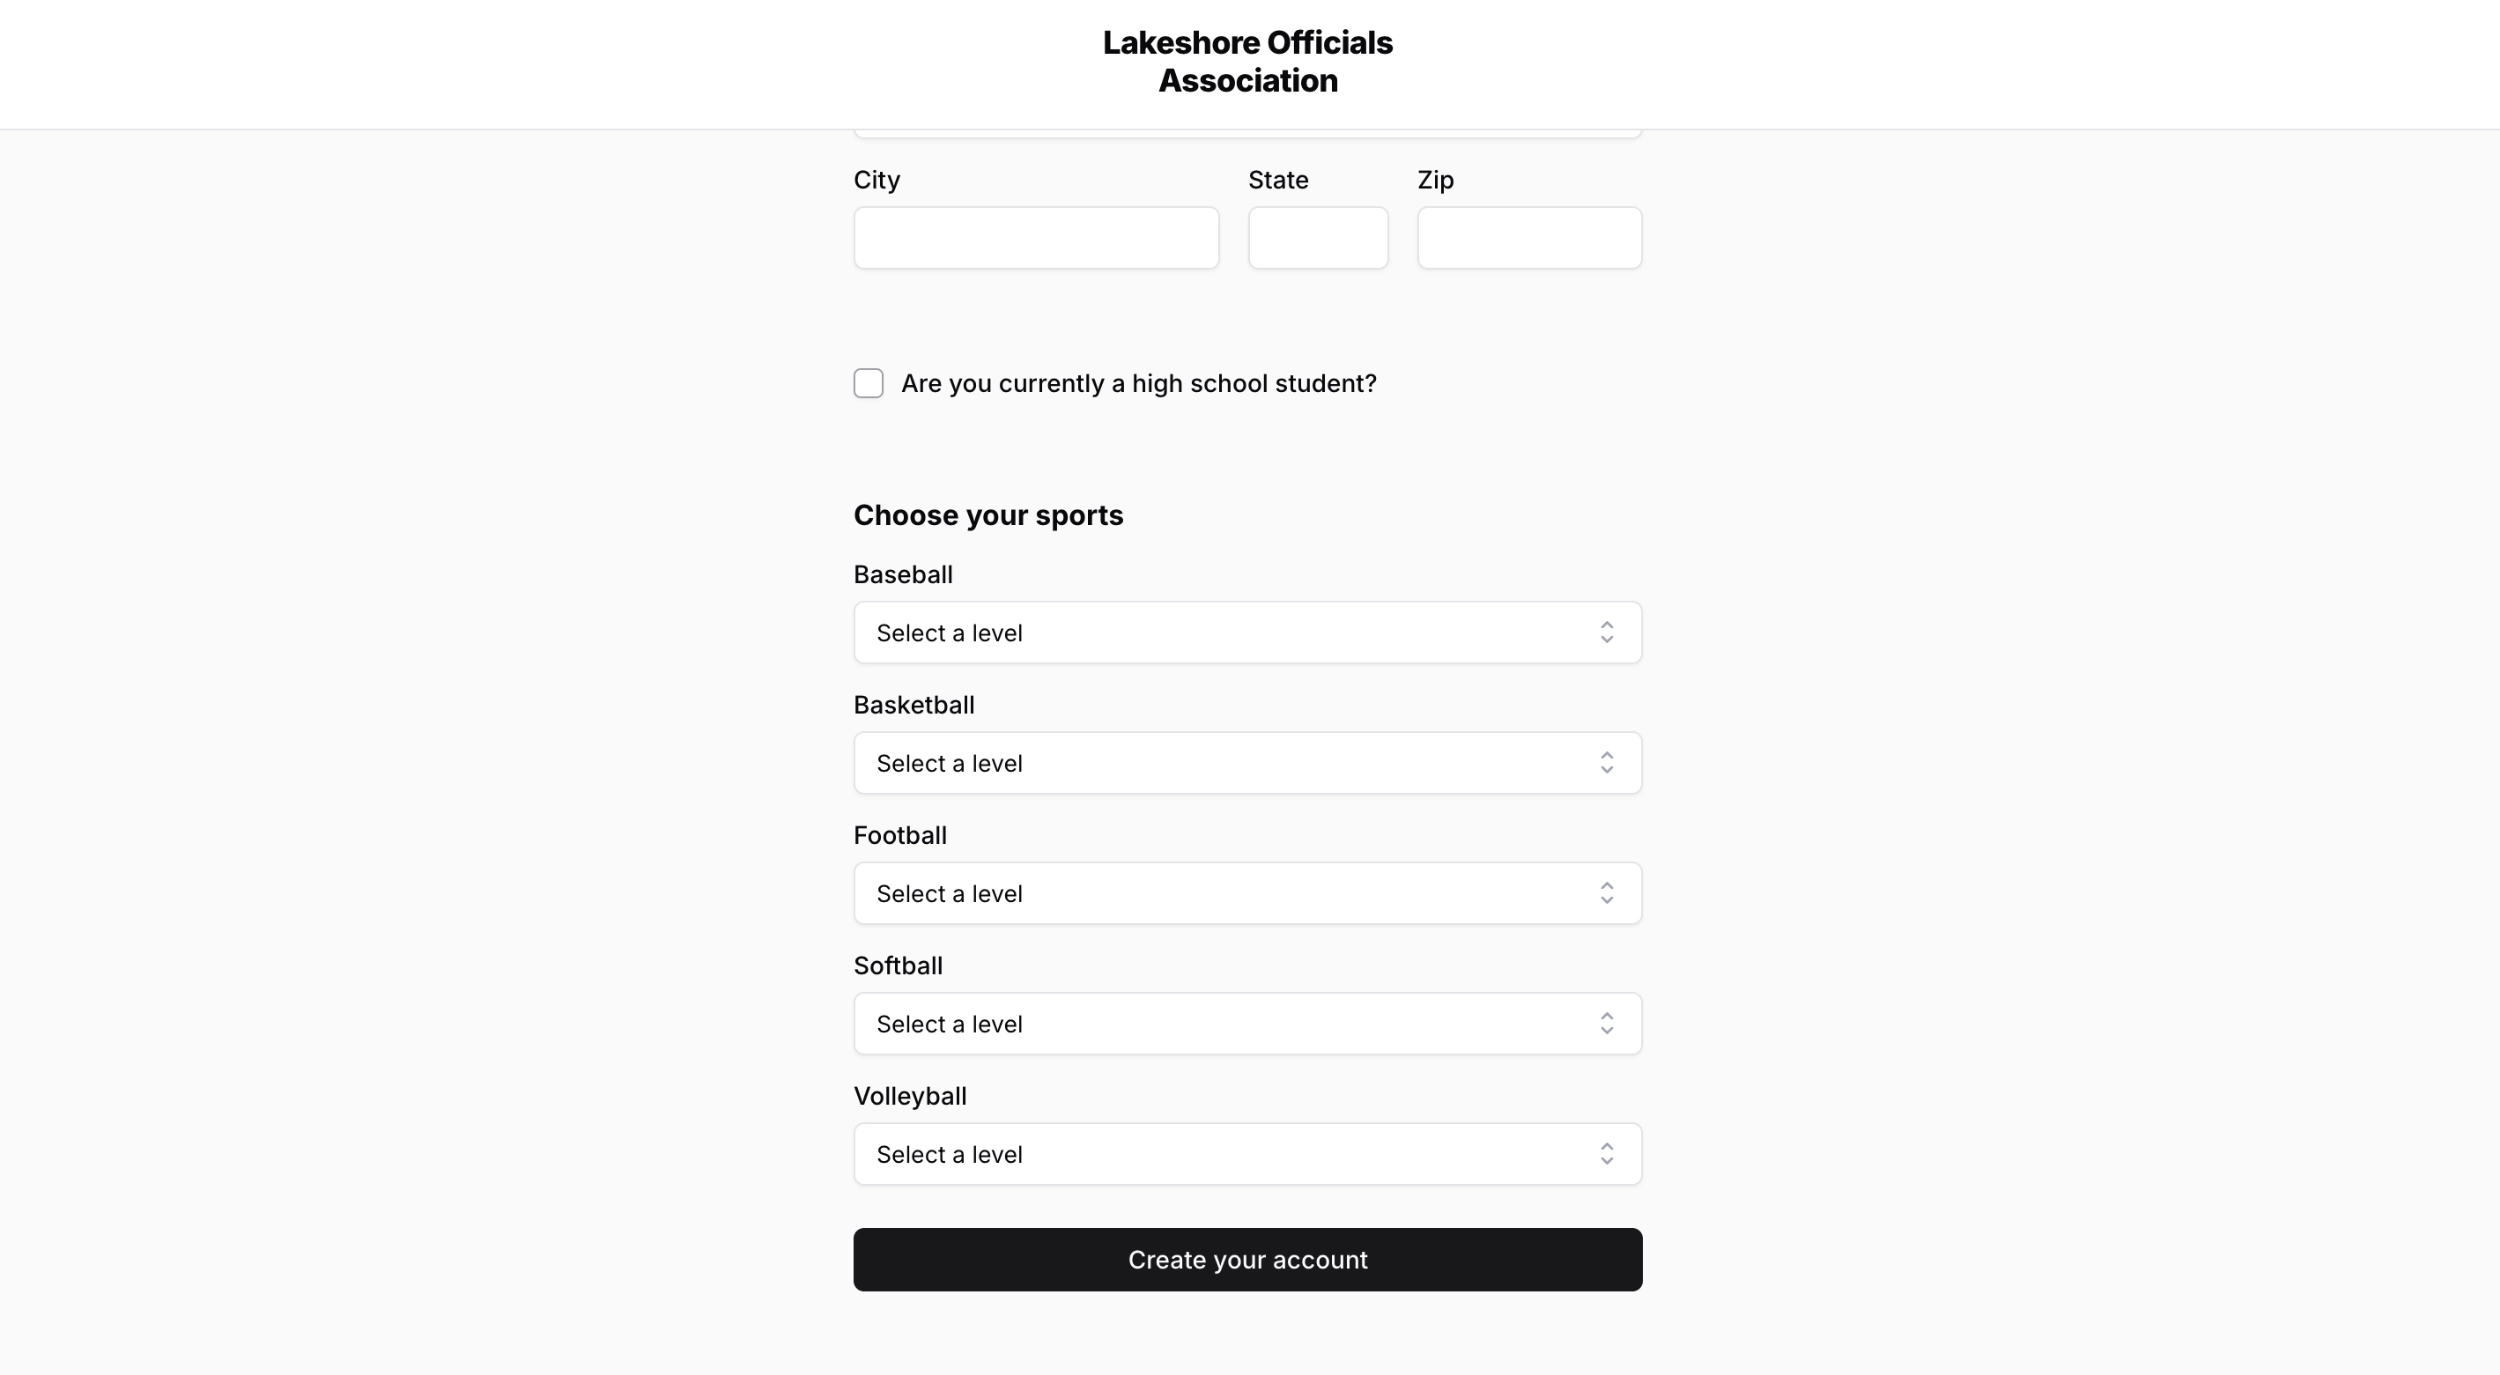 Lakeshore Officials
Association
City
State
Zip
Are you currently a high school student?
Choose your sports
Baseball
Select a level
Basketball
Select a level
Football
Select a level
Softball
Select a level
Volleyball
Select a level
Create your account